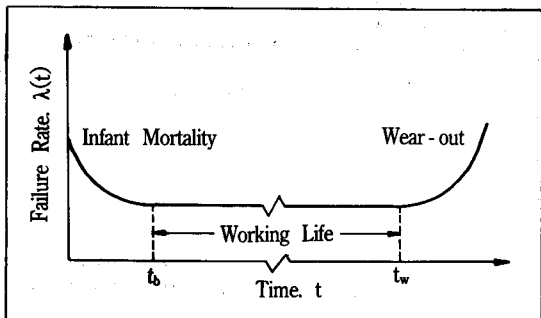 Failure Rate. λ(t)
Infant Mortality
Wear-out
Working Life
t_b
t_w
Time. t